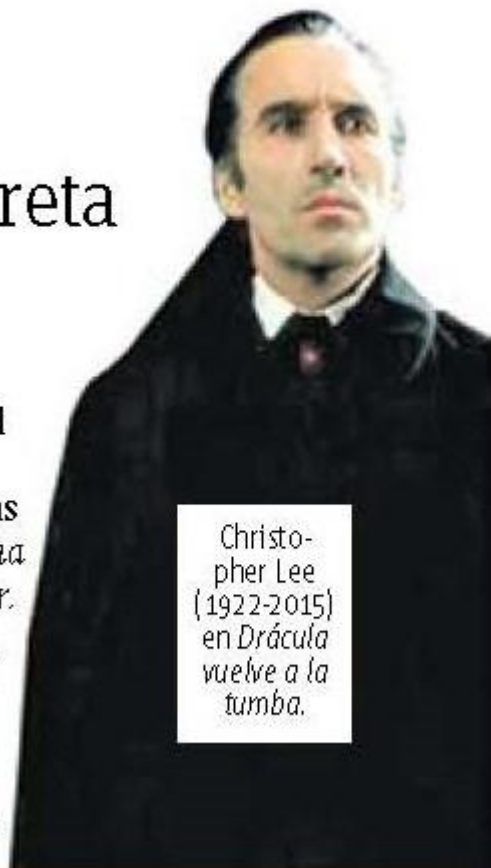 reta
Christo-
pher Lee
(1922-2015)
en Drácula
vuelve a la
tumba.